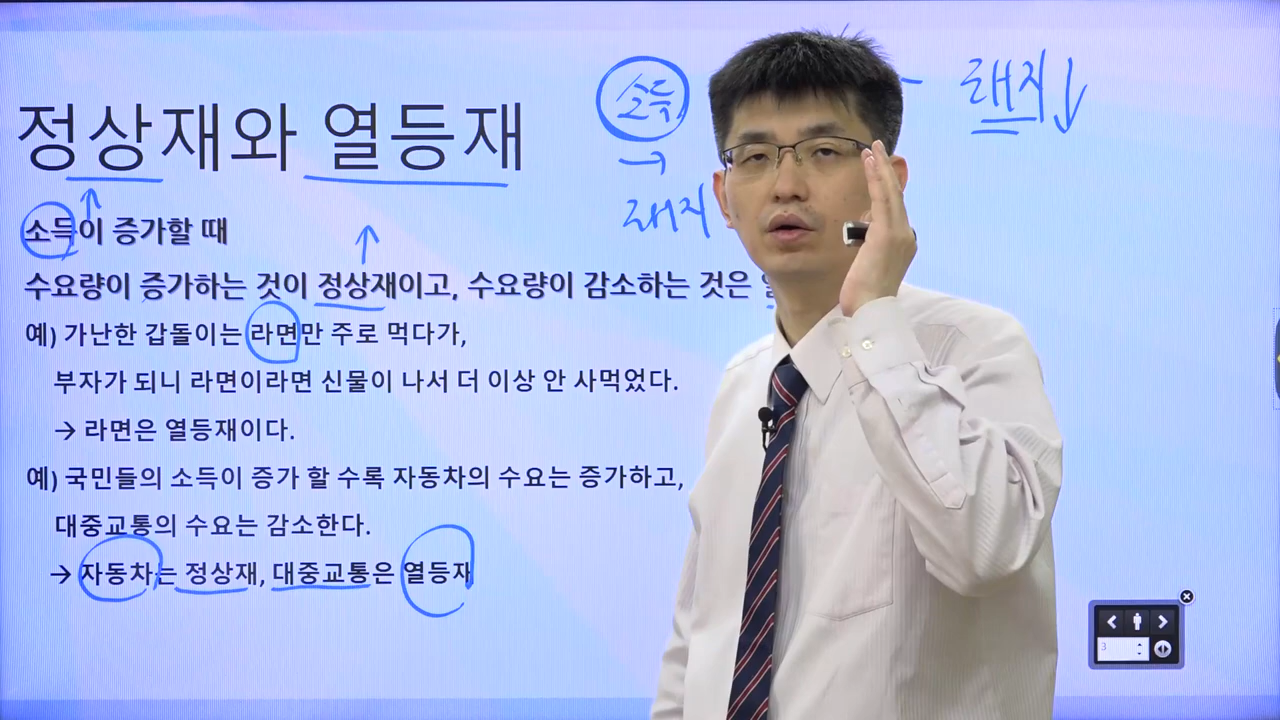 정상재와 열등재
소득
돼지↓
→
돼지
소득이 증가할 때
수요량이 증가하는 것이 정상재이고, 수요량이 감소하는 것은
예) 가난한 갑돌이는 라면만 주로 먹다가,
부자가 되니 라면이라면 신물이 나서 더 이상 안 사먹었다.
→ 라면은 열등재이다.
예) 국민들의 소득이 증가 할 수록 자동차의 수요는 증가하고,
대중교통의 수요는 감소한다.
→ 자동차는 정상재, 대중교통은 열등재
3